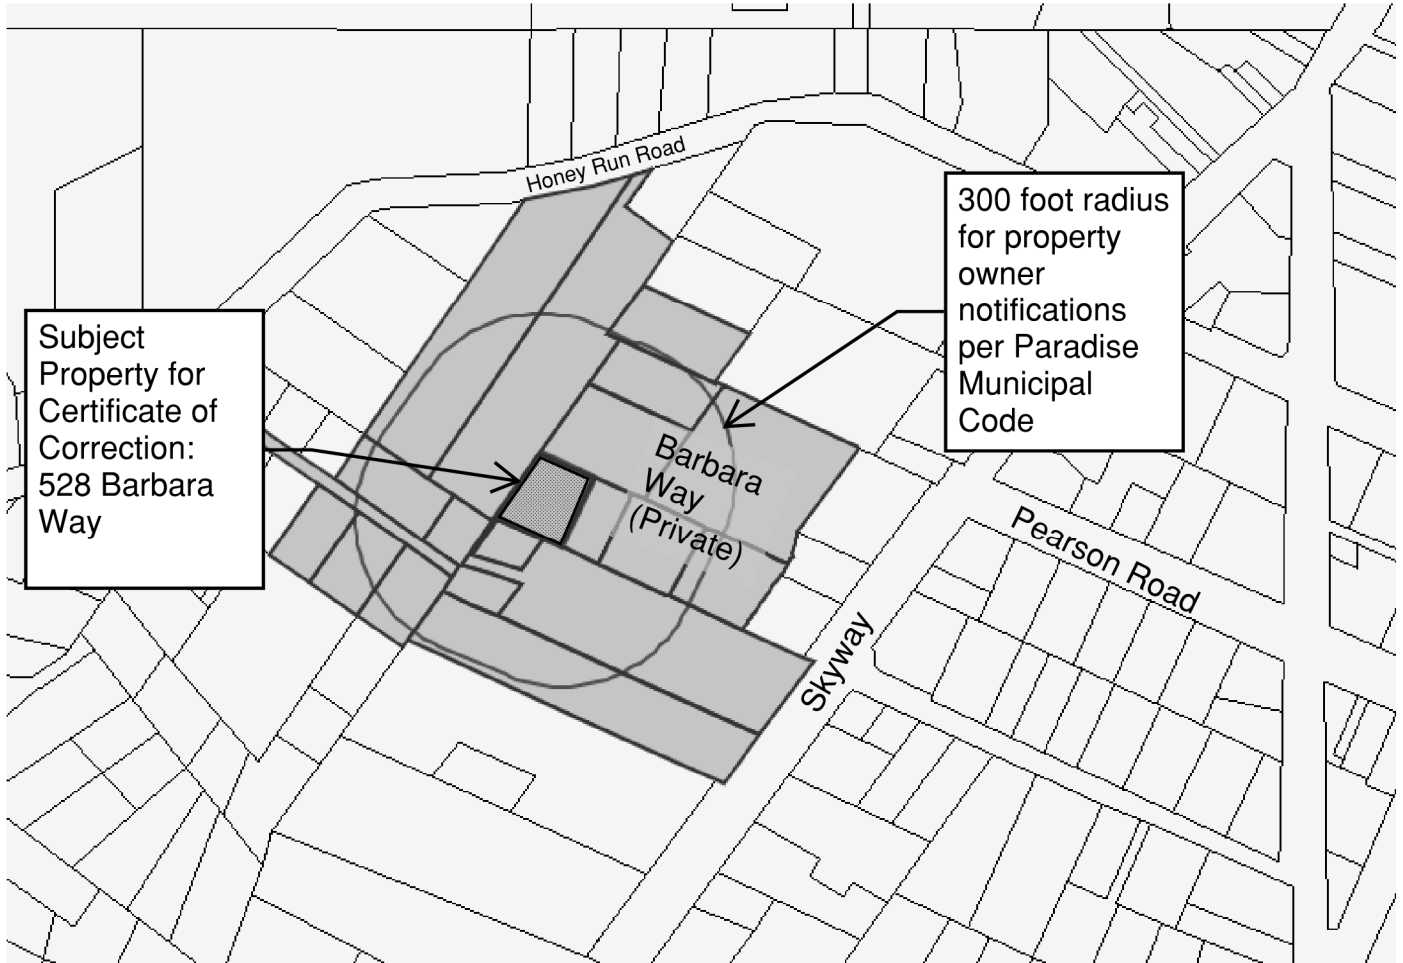 Honey Run Road
300 foot radius
for property
owner
notifications
per Paradise
Municipal
Code
Subject
Property for
Certificate of
Correction:
528 Barbara
Way
Barbara
Way
(Private)
Pearson Road
Skyway